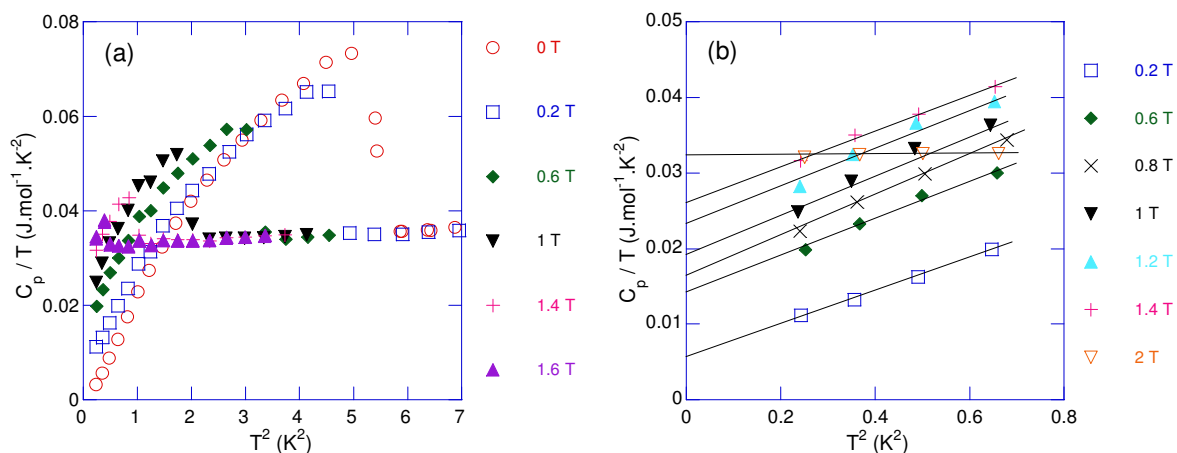 (a)
0.08
0.06
0.04
0.02
0
C_p / T (J.mol⁻¹.K⁻²)
0 1 2 3 4 5 6 7
T² (K²)
0 T
0.2 T
0.6 T
1 T
1.4 T
1.6 T
(b)
0.05
0.04
0.03
0.02
0.01
0
C_p / T (J.mol⁻¹.K⁻²)
0 0.2 0.4 0.6 0.8
T² (K²)
0.2 T
0.6 T
0.8 T
1 T
1.2 T
1.4 T
2 T